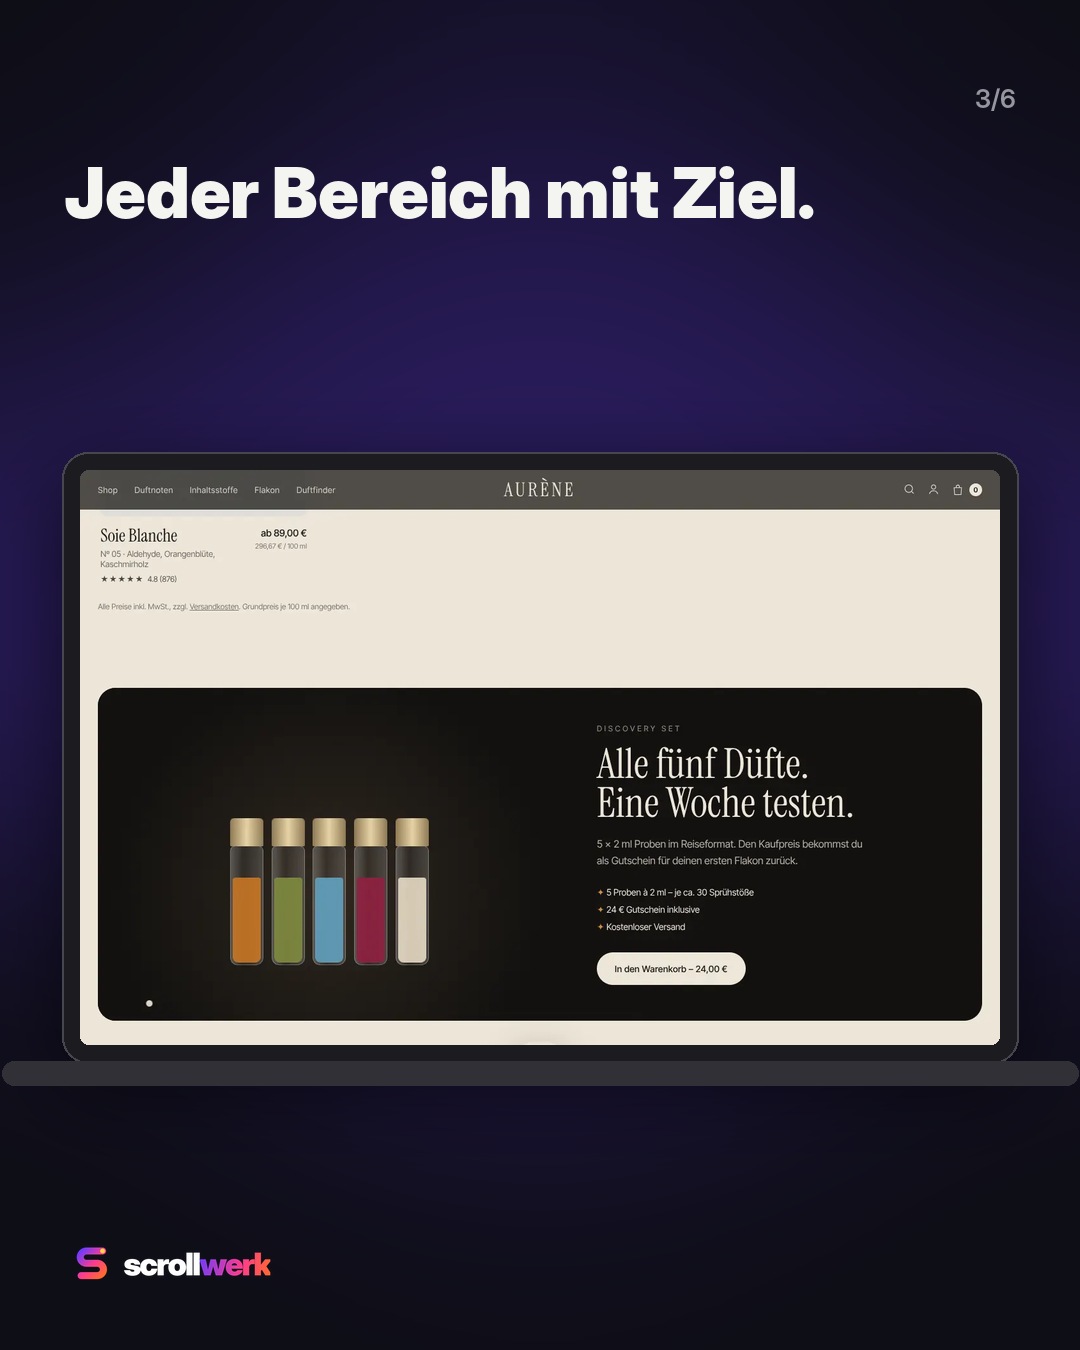 3/6
Jeder Bereich mit Ziel.
Shop Duftnoten Inhaltsstoffe Flakon Duftfinder AURÈNE 0
Soie Blanche ab 89,00 €
296,67 € / 100 ml
Nº 05 · Aldehyde, Orangenblüte,
Kaschmirholz
★★★★★ 4.8 (876)
Alle Preise inkl. MwSt., zzgl. Versandkosten. Grundpreis je 100 ml angegeben.
DISCOVERY SET
Alle fünf Düfte.
Eine Woche testen.
5 × 2 ml Proben im Reiseformat. Den Kaufpreis bekommst du
als Gutschein für deinen ersten Flakon zurück.
✦ 5 Proben à 2 ml – je ca. 30 Sprühstöße
✦ 24 € Gutschein inklusive
✦ Kostenloser Versand
In den Warenkorb – 24,00 €
scrollwerk